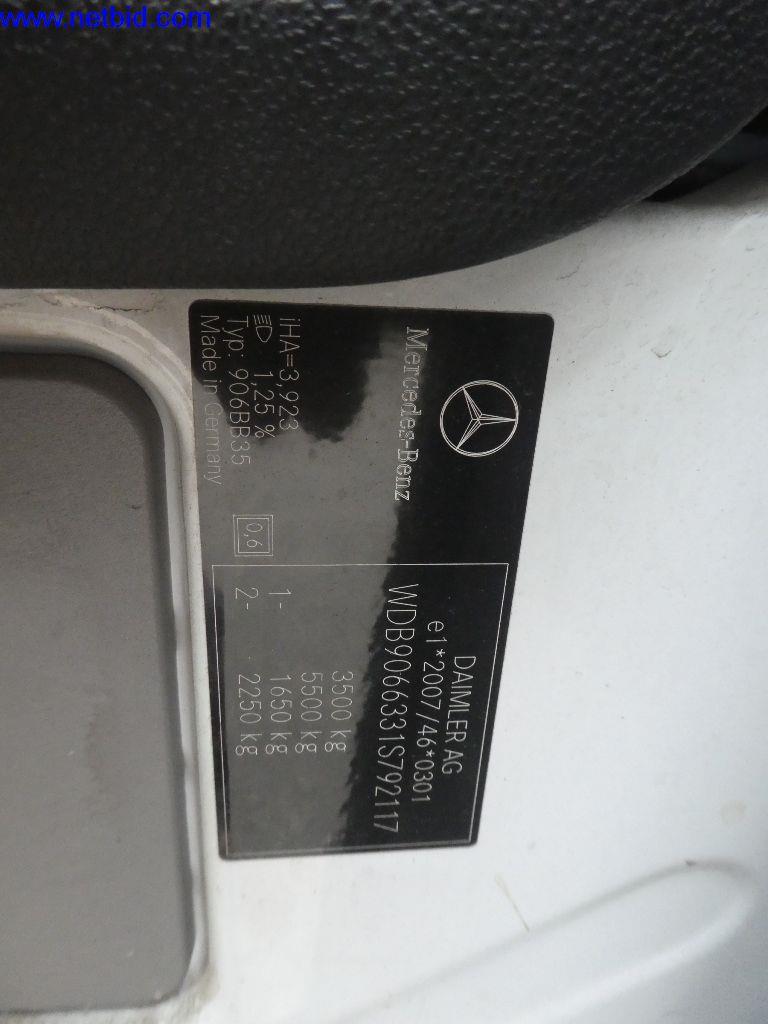 www.netbid.com
Mercedes-Benz
DAIMLER AG
e1*2007/46*0301
WDB9066331S792117
3500 kg
5500 kg
1- 1650 kg
2- 2250 kg
iHA=3,923
1,25 %
Typ: 906BB35
Made in Germany
0,6